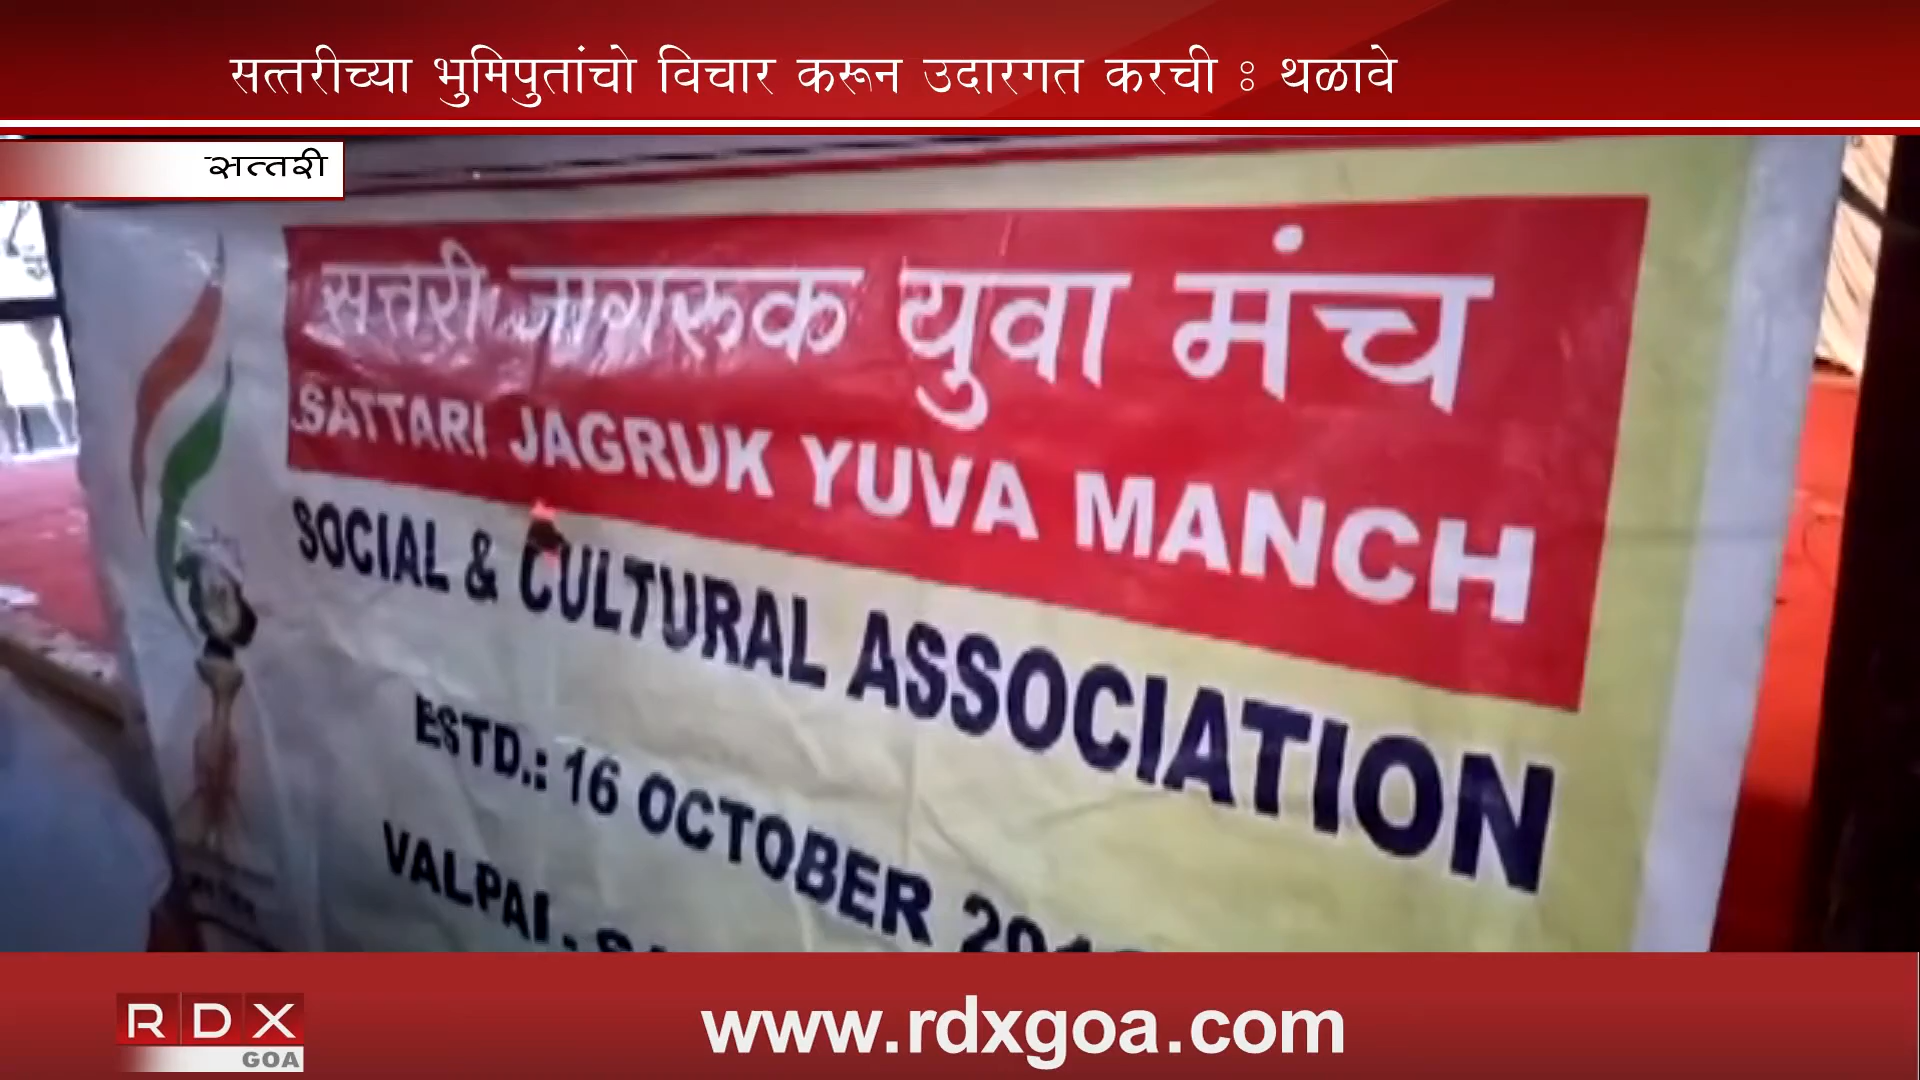 सत्तरीच्या भुमिपुतांचो विचार करून उदारगत करची : थळावे
सत्तरी
सत्तरी जागरूक युवा मंच
SATTARI JAGRUK YUVA MANCH
SOCIAL & CULTURAL ASSOCIATION
ESTD.: 16 OCTOBER
VALPAI,
RDX
GOA
www.rdxgoa.com